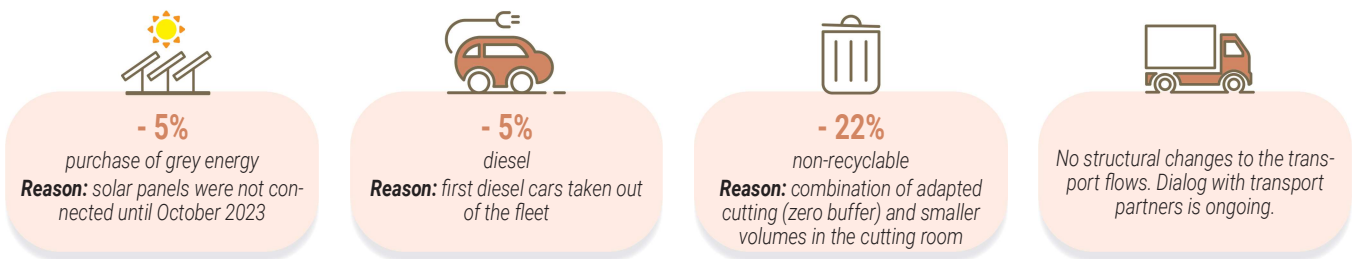 - 5%
purchase of grey energy
Reason: solar panels were not con-
nected until October 2023
- 5%
diesel
Reason: first diesel cars taken out
of the fleet
- 22%
non-recyclable
Reason: combination of adapted
cutting (zero buffer) and smaller
volumes in the cutting room
No structural changes to the trans-
port flows. Dialog with transport
partners is ongoing.